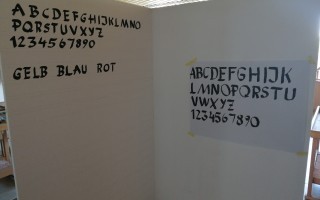 ABCDEFGHIJKLMNO
PQRSTUVXYZ
1234567890
GELB BLAU ROT
ABCDEFGHIJK
LMNOPQRSTU
VWXYZ
1234567890